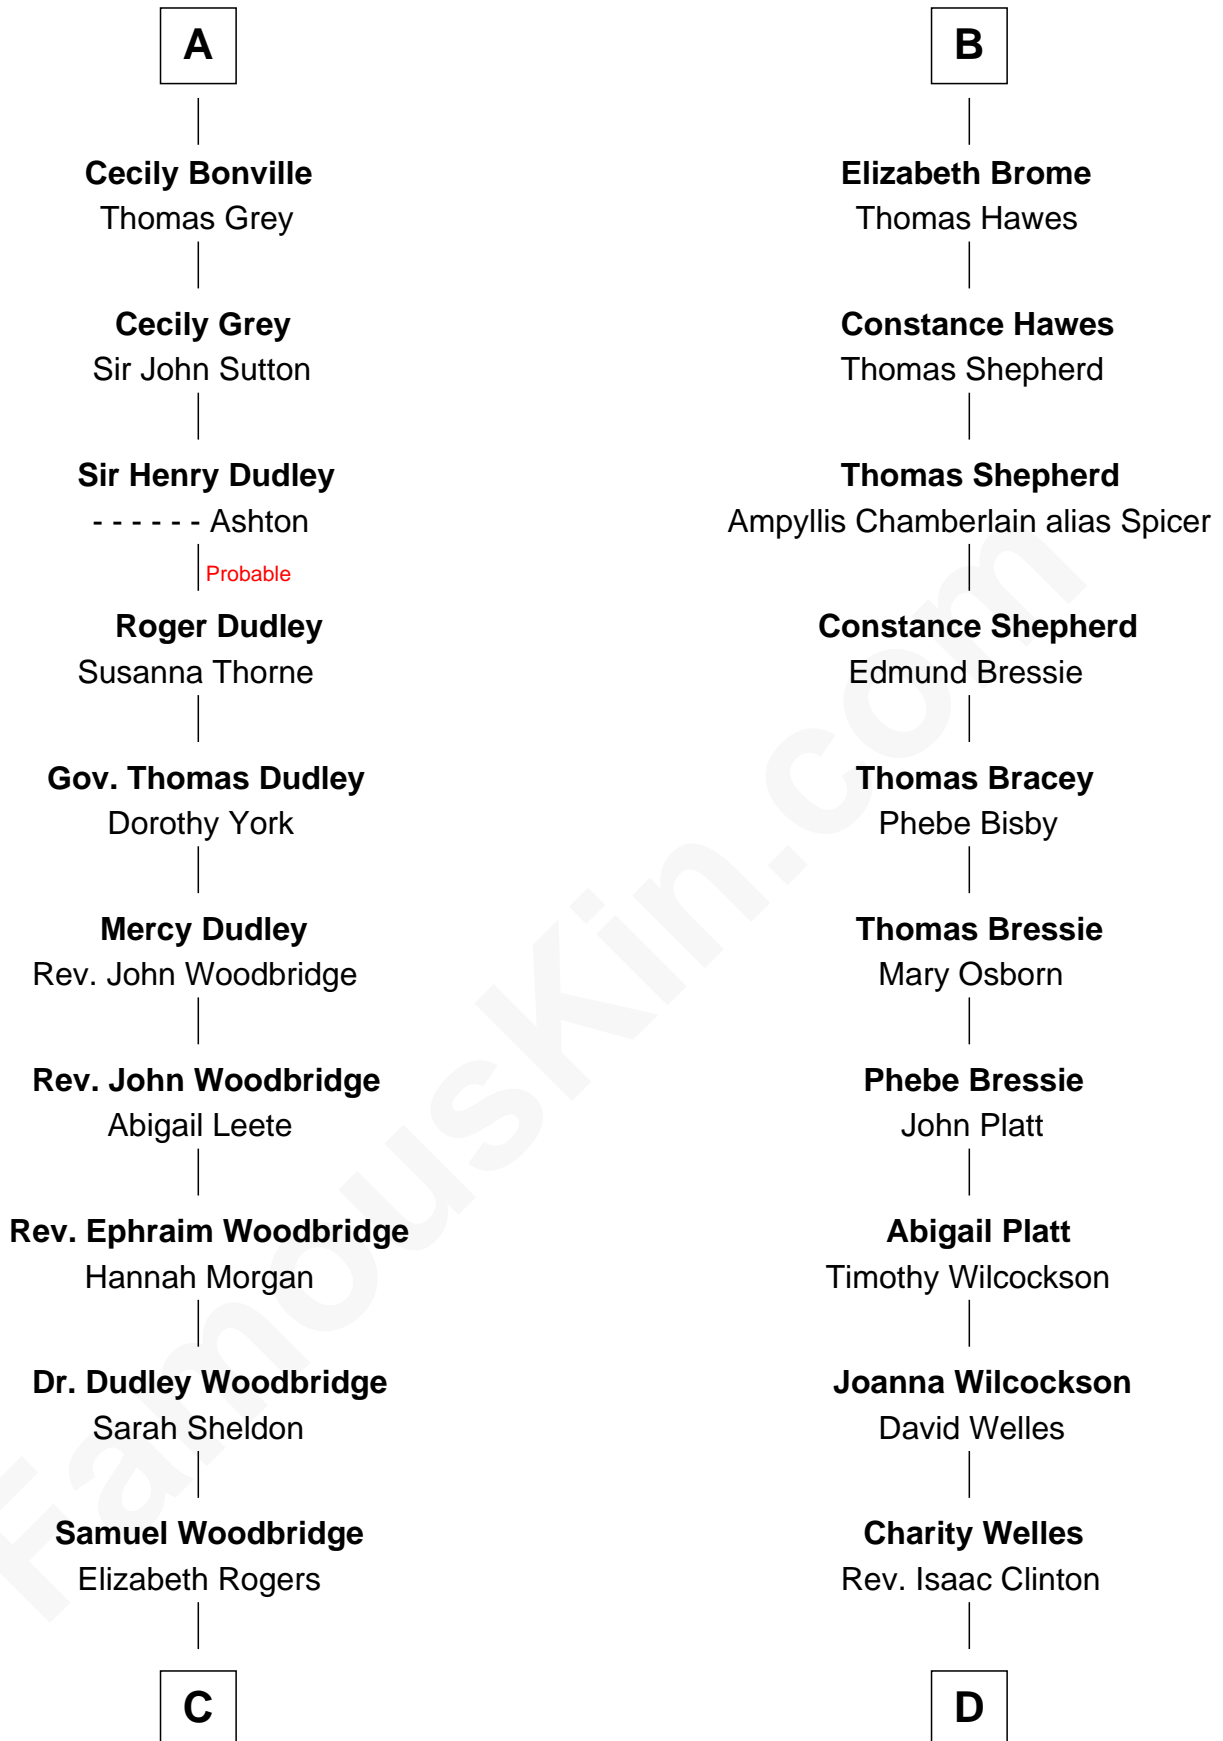 A
Cecily Bonville
Thomas Grey
Cecily Grey
Sir John Sutton
Sir Henry Dudley
- - - - - - Ashton
Probable
Roger Dudley
Susanna Thorne
Gov. Thomas Dudley
Dorothy York
Mercy Dudley
Rev. John Woodbridge
Rev. John Woodbridge
Abigail Leete
Rev. Ephraim Woodbridge
Hannah Morgan
Dr. Dudley Woodbridge
Sarah Sheldon
Samuel Woodbridge
Elizabeth Rogers
C
B
Elizabeth Brome
Thomas Hawes
Constance Hawes
Thomas Shepherd
Thomas Shepherd
Ampyllis Chamberlain alias Spicer
Constance Shepherd
Edmund Bressie
Thomas Bracey
Phebe Bisby
Thomas Bressie
Mary Osborn
Phebe Bressie
John Platt
Abigail Platt
Timothy Wilcockson
Joanna Wilcockson
David Welles
Charity Welles
Rev. Isaac Clinton
D
FamousKin.com